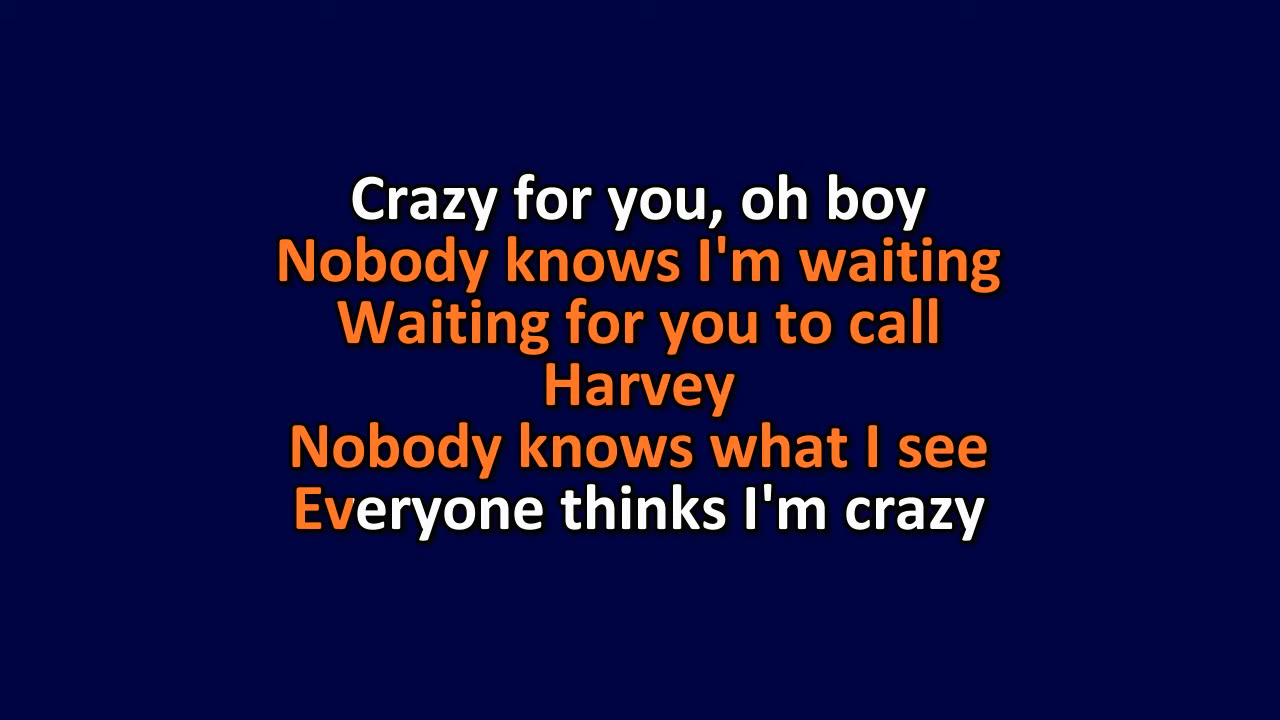 Crazy for you, oh boy
Nobody knows I'm waiting
Waiting for you to call
Harvey
Nobody knows what I see
Everyone thinks I'm crazy